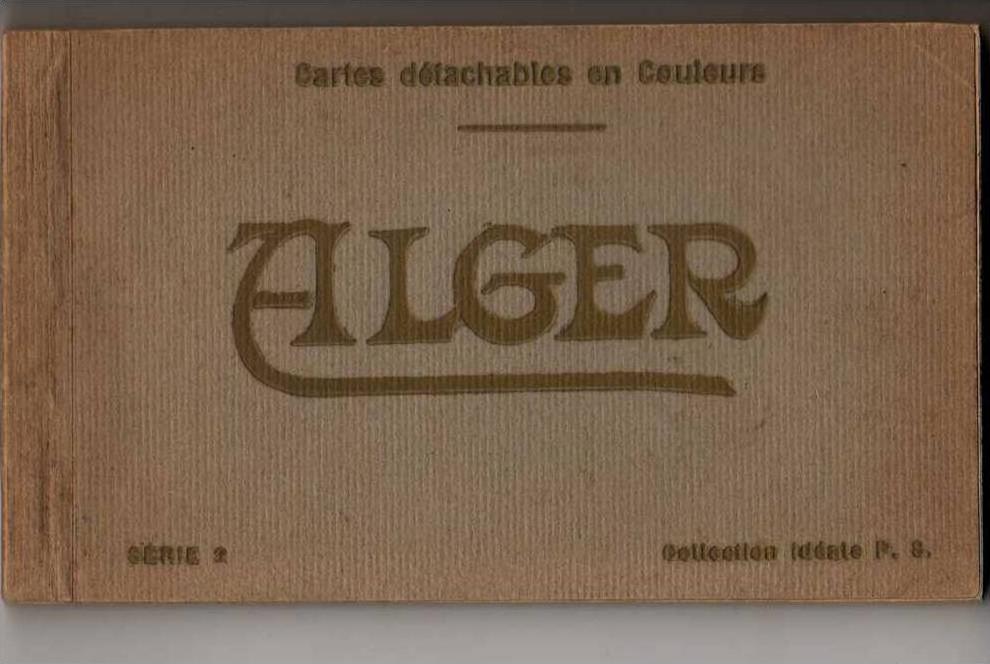 Cartes détachables en Couleurs
ALGER
SÉRIE 2
Collection Idéale P. S.